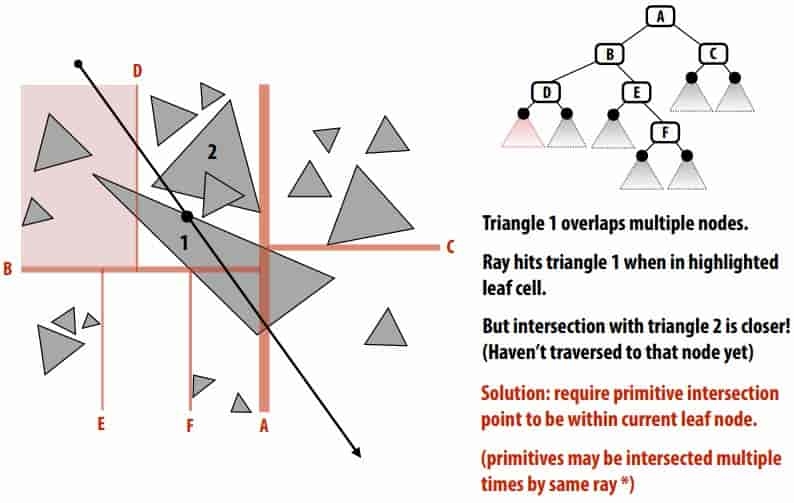 D
2
1
B
C
E
F
A
A
B
C
D
E
F
Triangle 1 overlaps multiple nodes.
Ray hits triangle 1 when in highlighted
leaf cell.
But intersection with triangle 2 is closer!
(Haven’t traversed to that node yet)
Solution: require primitive intersection
point to be within current leaf node.
(primitives may be intersected multiple
times by same ray *)